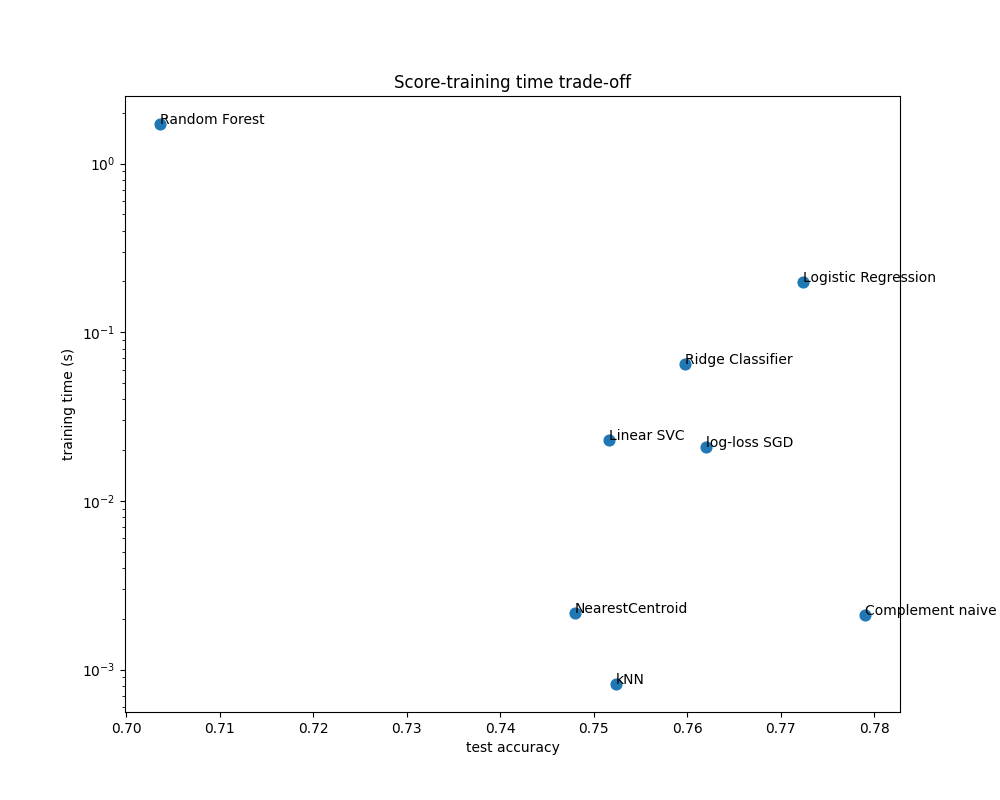 Score-training time trade-off
Random Forest
Logistic Regression
Ridge Classifier
Linear SVC
log-loss SGD
NearestCentroid
Complement naive
kNN
training time (s)
10⁰
10⁻¹
10⁻²
10⁻³
0.70 0.71 0.72 0.73 0.74 0.75 0.76 0.77 0.78
test accuracy